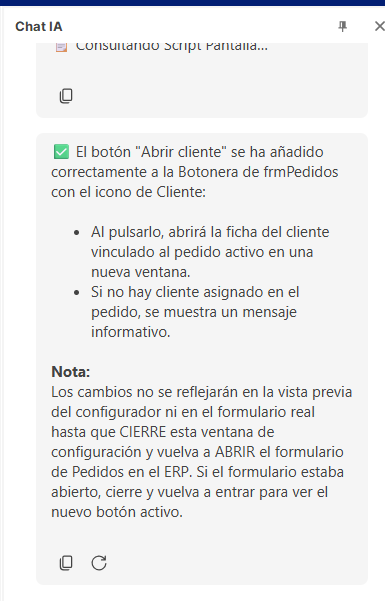 Chat IA
Consultando Script Pantalla...
El botón "Abrir cliente" se ha añadido
correctamente a la Botonera de frmPedidos
con el icono de Cliente:
Al pulsarlo, abrirá la ficha del cliente
vinculado al pedido activo en una
nueva ventana.
Si no hay cliente asignado en el
pedido, se muestra un mensaje
informativo.
Nota:
Los cambios no se reflejarán en la vista previa
del configurador ni en el formulario real
hasta que CIERRE esta ventana de
configuración y vuelva a ABRIR el formulario
de Pedidos en el ERP. Si el formulario estaba
abierto, cierre y vuelva a entrar para ver el
nuevo botón activo.